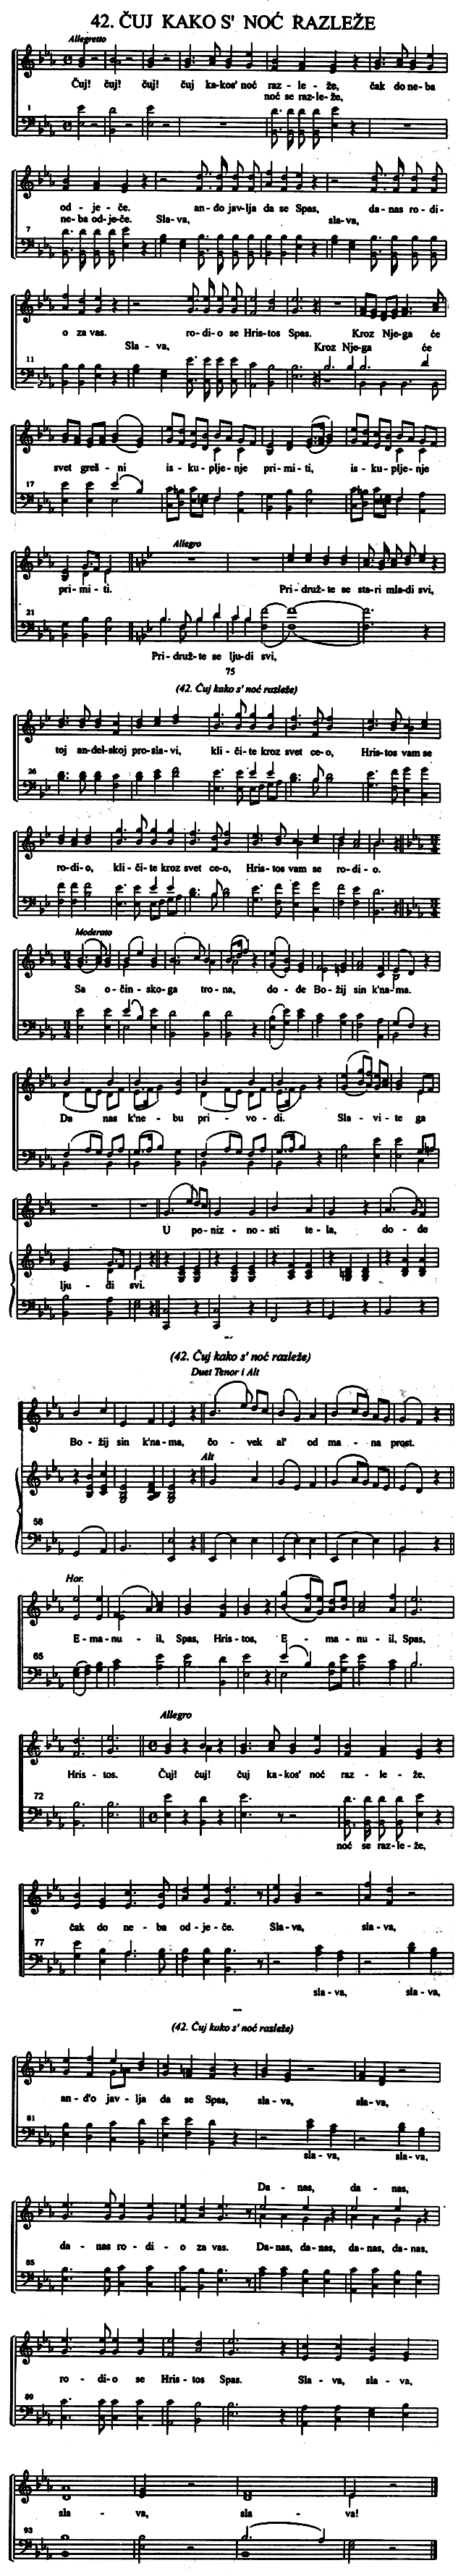 42. ČUJ KAKO S' NOĆ RAZLEŽE
Allegretto
Čuj! čuj! čuj! čuj ka-kos' noć raz - le - že, čak do ne-ba
noć se raz-le-že,
1
od - je - če. an-đo jav-lja da se Spas, da-nas ro-di-
ne-ba od-je-če. Sla-va, sla-va,
7
o za vas. ro-di-o se Hris-tos Spas. Kroz Nje-ga će
Sla - va, Kroz Nje-ga će
11
svet greš - ni is - ku - plje-nje pri-mi-ti, is - ku - plje-nje
17
pri-mi - ti. Pri-druž-te se sta-ri mla-di svi,
Allegro
21
Pri-druž-te se lju-di svi,
75
(42. Čuj kako s' noć razleže)
toj an-đel-skoj pro-sla-vi, kli - či-te kroz svet ce-o, Hris-tos vam se
26
ro-di-o, kli-či-te kroz svet ce-o, Hris-tos vam se ro-di-o.
Moderato
Sa o-čin-sko-ga tro-na, do-đe Bo-žij sin k'na-ma.
Da nas k'ne - bu pri - vo - di. Sla - vi - te ga
U po-niz - no-sti te-la, do - đe
lju - di svi.
(42. Čuj kako s' noć razleže)
Duet Tenor i Alt
Bo - žij sin k'na-ma, čo - vek al' od ma - na prost.
Alt
58
Hor.
E-ma-nu - il, Spas, Hris-tos, E - ma - nu - il, Spas,
65
Allegro
Hris - tos. Čuj! čuj! čuj ka-kos' noć raz - le - že,
72
noć se raz-le-že,
čak do ne - ba od-je-če. Sla-va, sla-va,
77
sla-va, sla-va,
(42. Čuj kako s' noć razleže)
an-đ'o jav - lja da se Spas, sla-va, sla-va,
81
sla-va, sla-va,
Da - nas, da - nas,
da - nas ro - di - o za vas. Da-nas, da-nas, da-nas, da-nas,
85
ro - di-o se Hris - tos Spas. Sla - va, sla - va,
89
sla - va, sla - va!
93